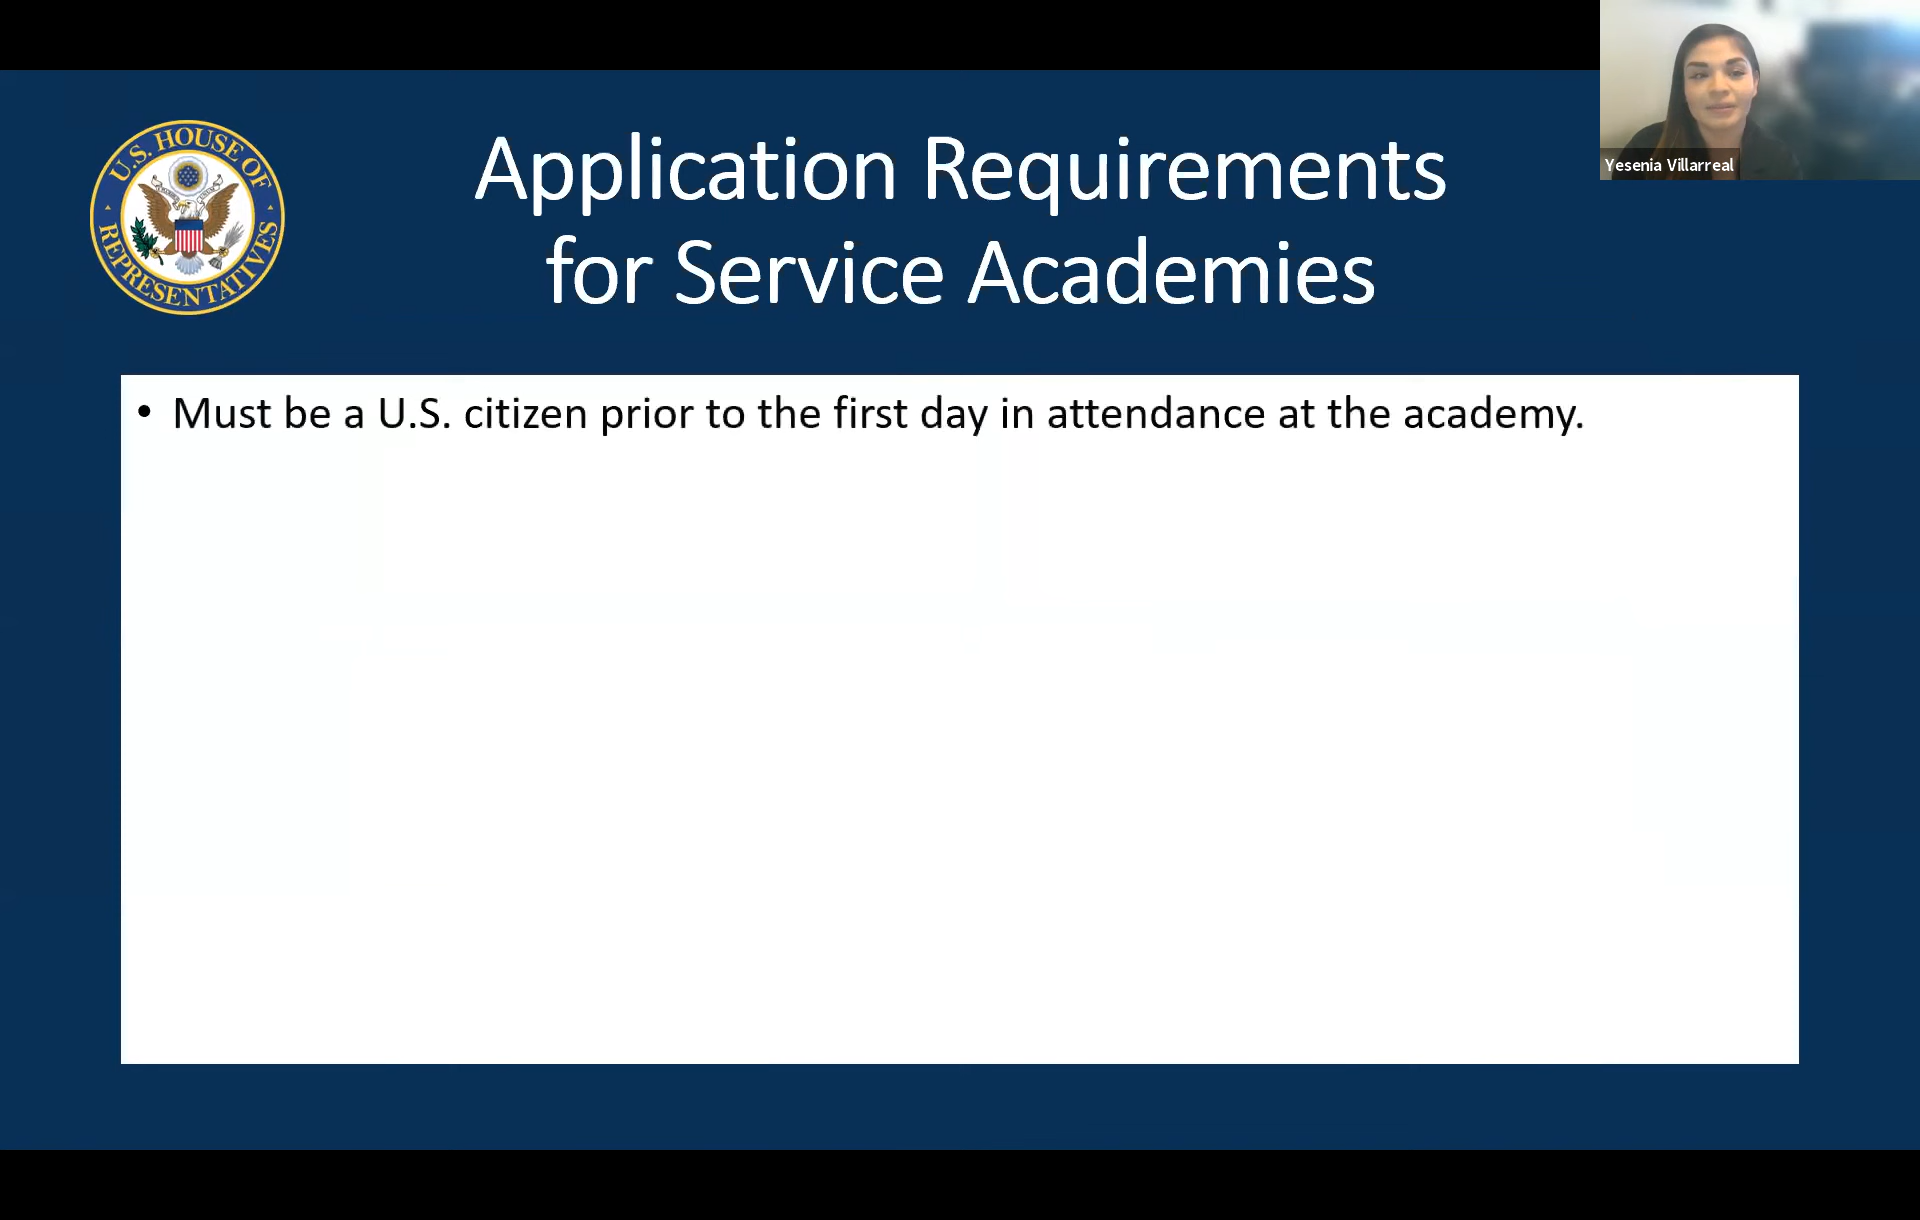 U.S. HOUSE OF
REPRESENTATIVES
Application Requirements
for Service Academies
Yesenia Villarreal
• Must be a U.S. citizen prior to the first day in attendance at the academy.